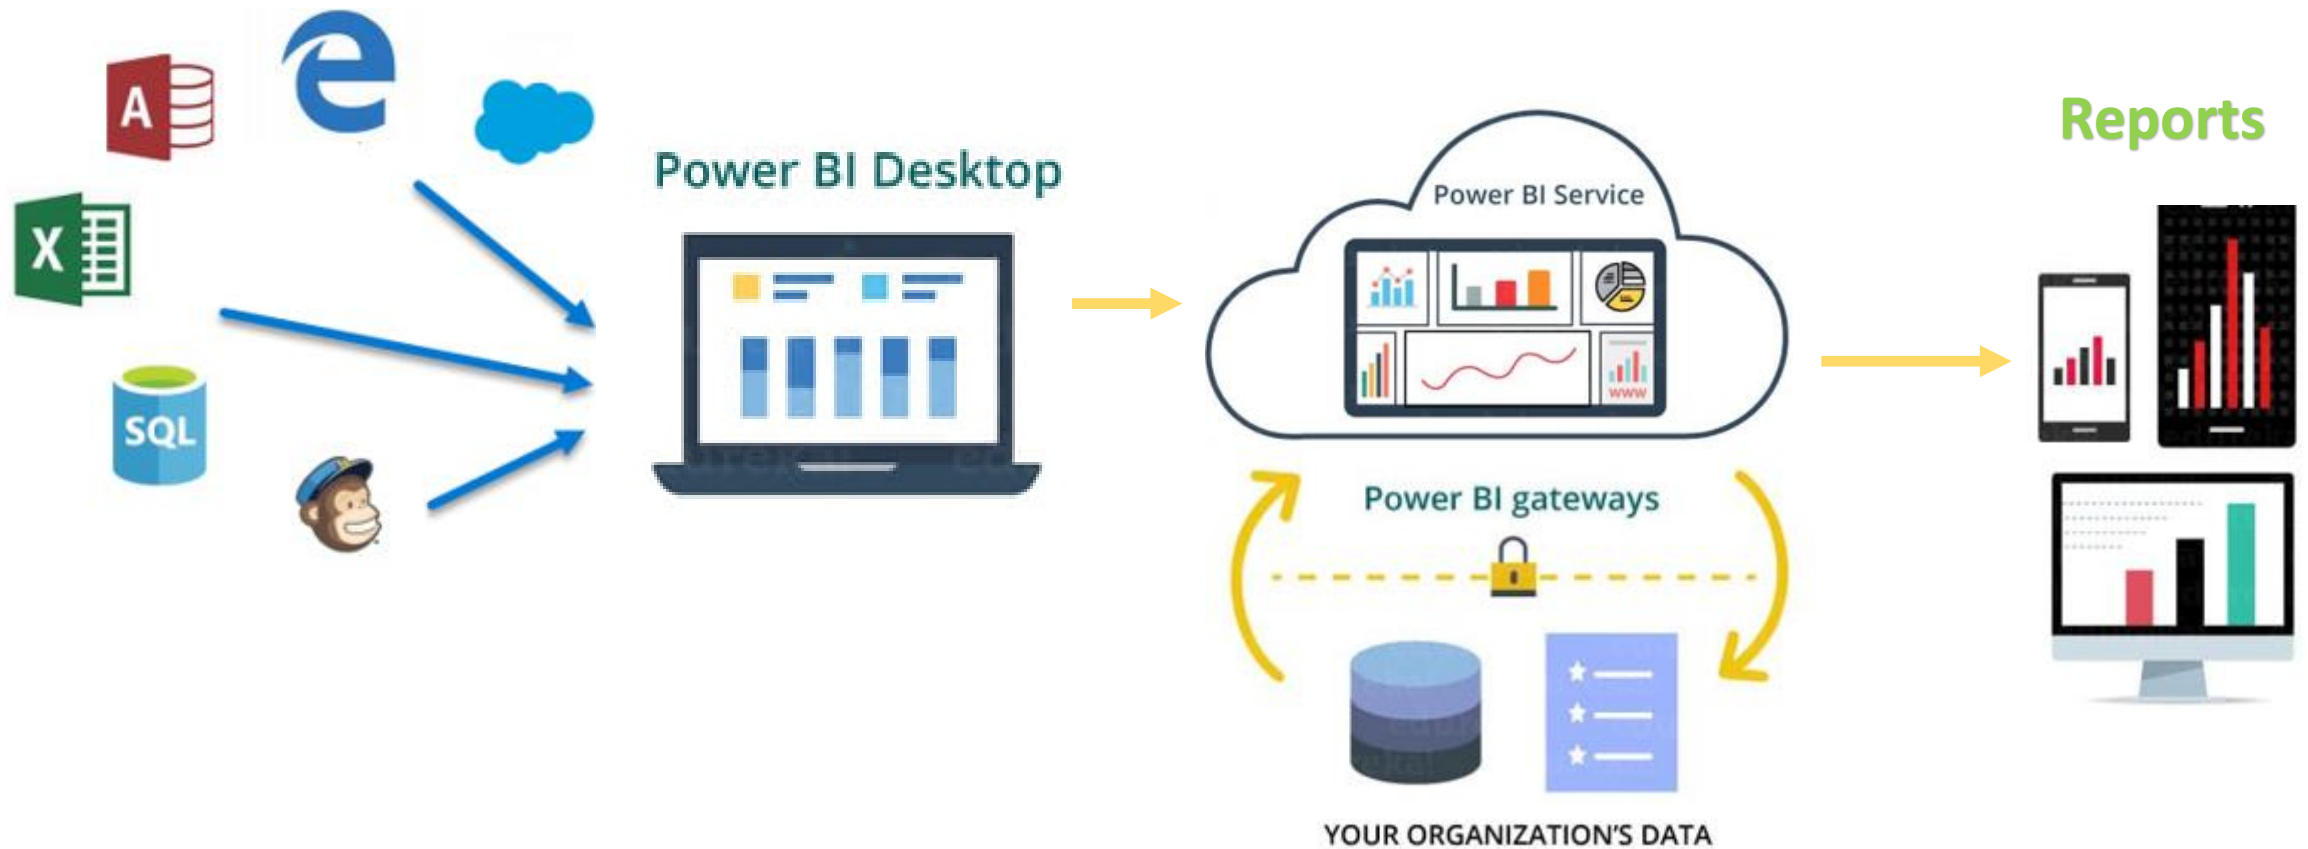 A
X
SQL
Power BI Desktop
Power BI Service
www
Power BI gateways
YOUR ORGANIZATION'S DATA
Reports